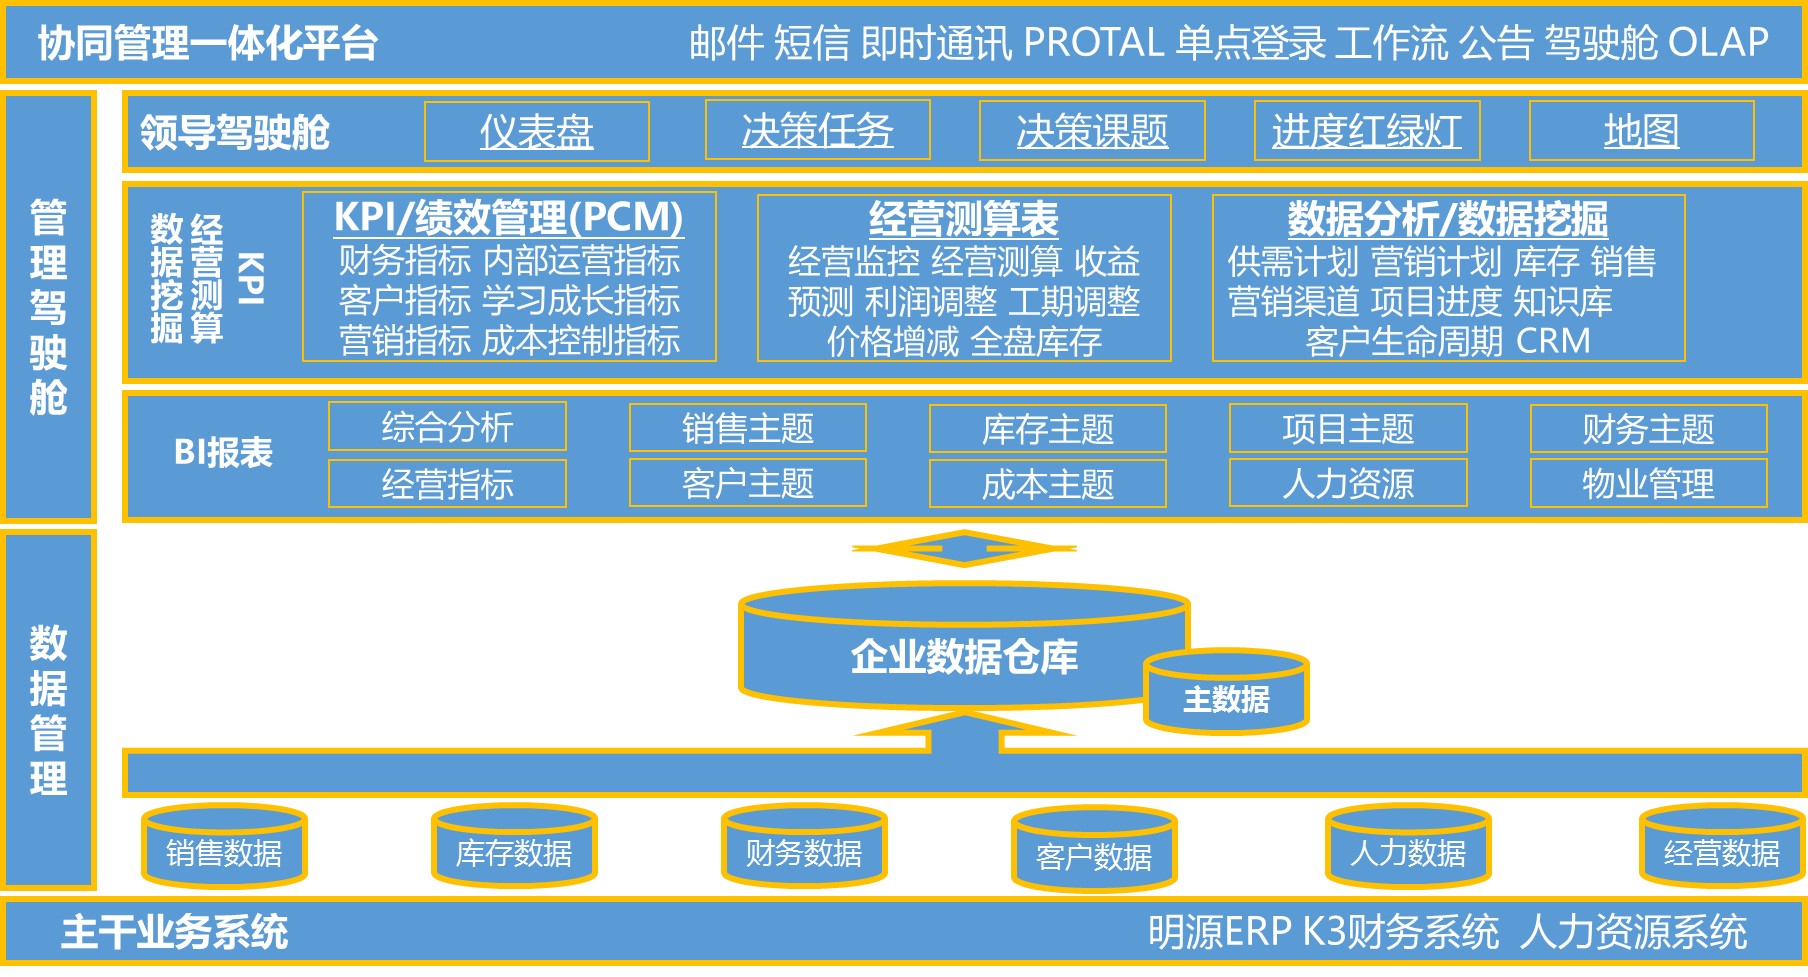 协同管理一体化平台
邮件 短信 即时通讯 PROTAL 单点登录 工作流 公告 驾驶舱 OLAP
管理驾驶舱
领导驾驶舱
仪表盘
决策任务
决策课题
进度红绿灯
地图
数据挖掘
经营测算
KPI
KPI/绩效管理(PCM)
财务指标 内部运营指标
客户指标 学习成长指标
营销指标 成本控制指标
经营测算表
经营监控 经营测算 收益
预测 利润调整 工期调整
价格增减 全盘库存
数据分析/数据挖掘
供需计划 营销计划 库存 销售
营销渠道 项目进度 知识库
客户生命周期 CRM
BI报表
综合分析
销售主题
库存主题
项目主题
财务主题
经营指标
客户主题
成本主题
人力资源
物业管理
数据管理
企业数据仓库
主数据
销售数据
库存数据
财务数据
客户数据
人力数据
经营数据
主干业务系统
明源ERP K3财务系统 人力资源系统